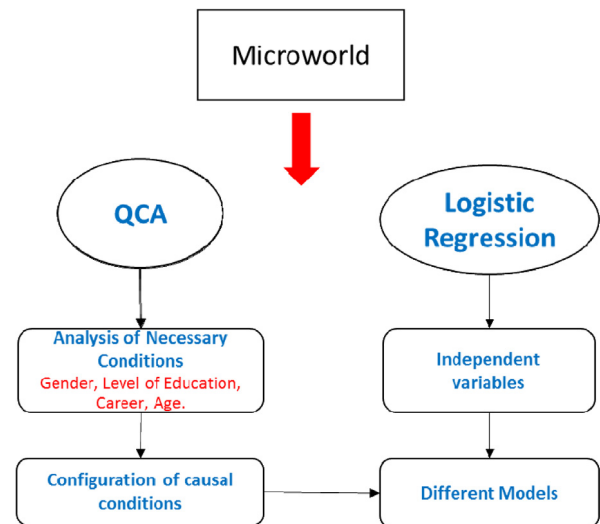 Microworld
QCA
Logistic
Regression
Analysis of Necessary
Conditions
Gender, Level of Education,
Career, Age.
Independent
variables
Configuration of causal
conditions
Different Models